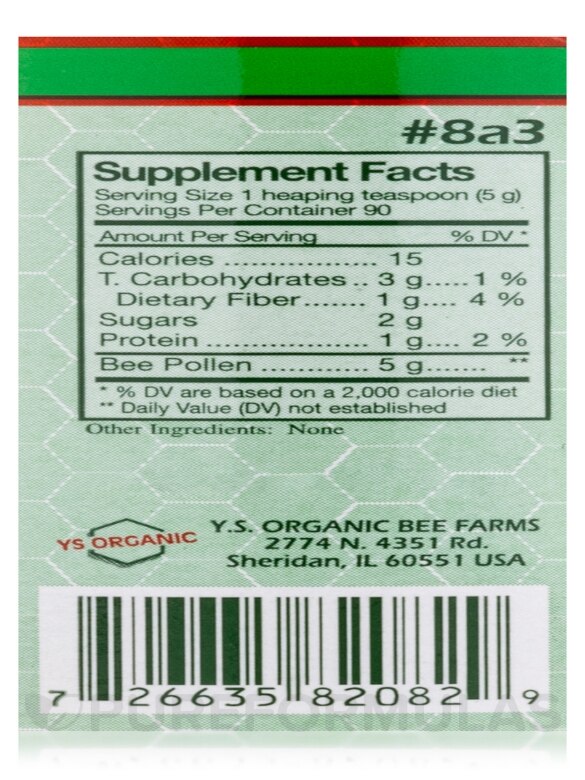 #8a3
Supplement Facts
Serving Size 1 heaping teaspoon (5 g)
Servings Per Container 90
Amount Per Serving % DV *
Calories ................ 15
T. Carbohydrates .. 3 g..... 1 %
Dietary Fiber....... 1 g.... 4 %
Sugars 2 g
Protein ................. 1 g..... 2 %
Bee Pollen ............ 5 g....... **
* % DV are based on a 2,000 calorie diet
** Daily Value (DV) not established
Other Ingredients: None
YS ORGANIC
Y.S. ORGANIC BEE FARMS
2774 N. 4351 Rd.
Sheridan, IL 60551 USA
7 26635 82082 9
PUREFORMULAS